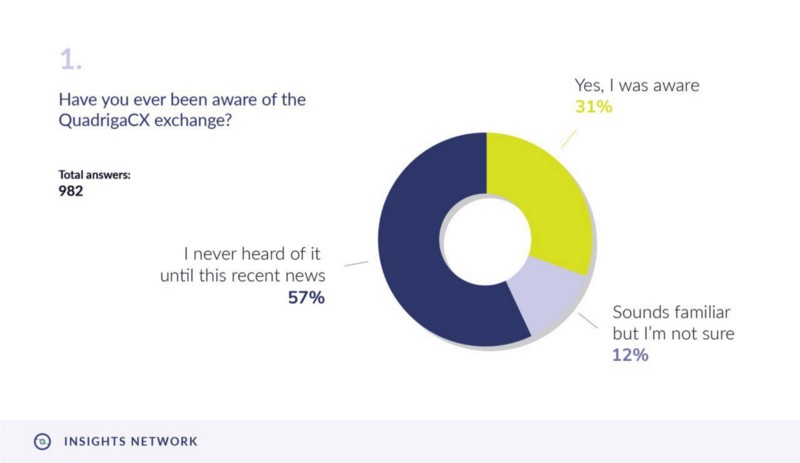 1.
Have you ever been aware of the
QuadrigaCX exchange?
Total answers:
982
Yes, I was aware
31%
I never heard of it
until this recent news
57%
Sounds familiar
but I'm not sure
12%
INSIGHTS NETWORK